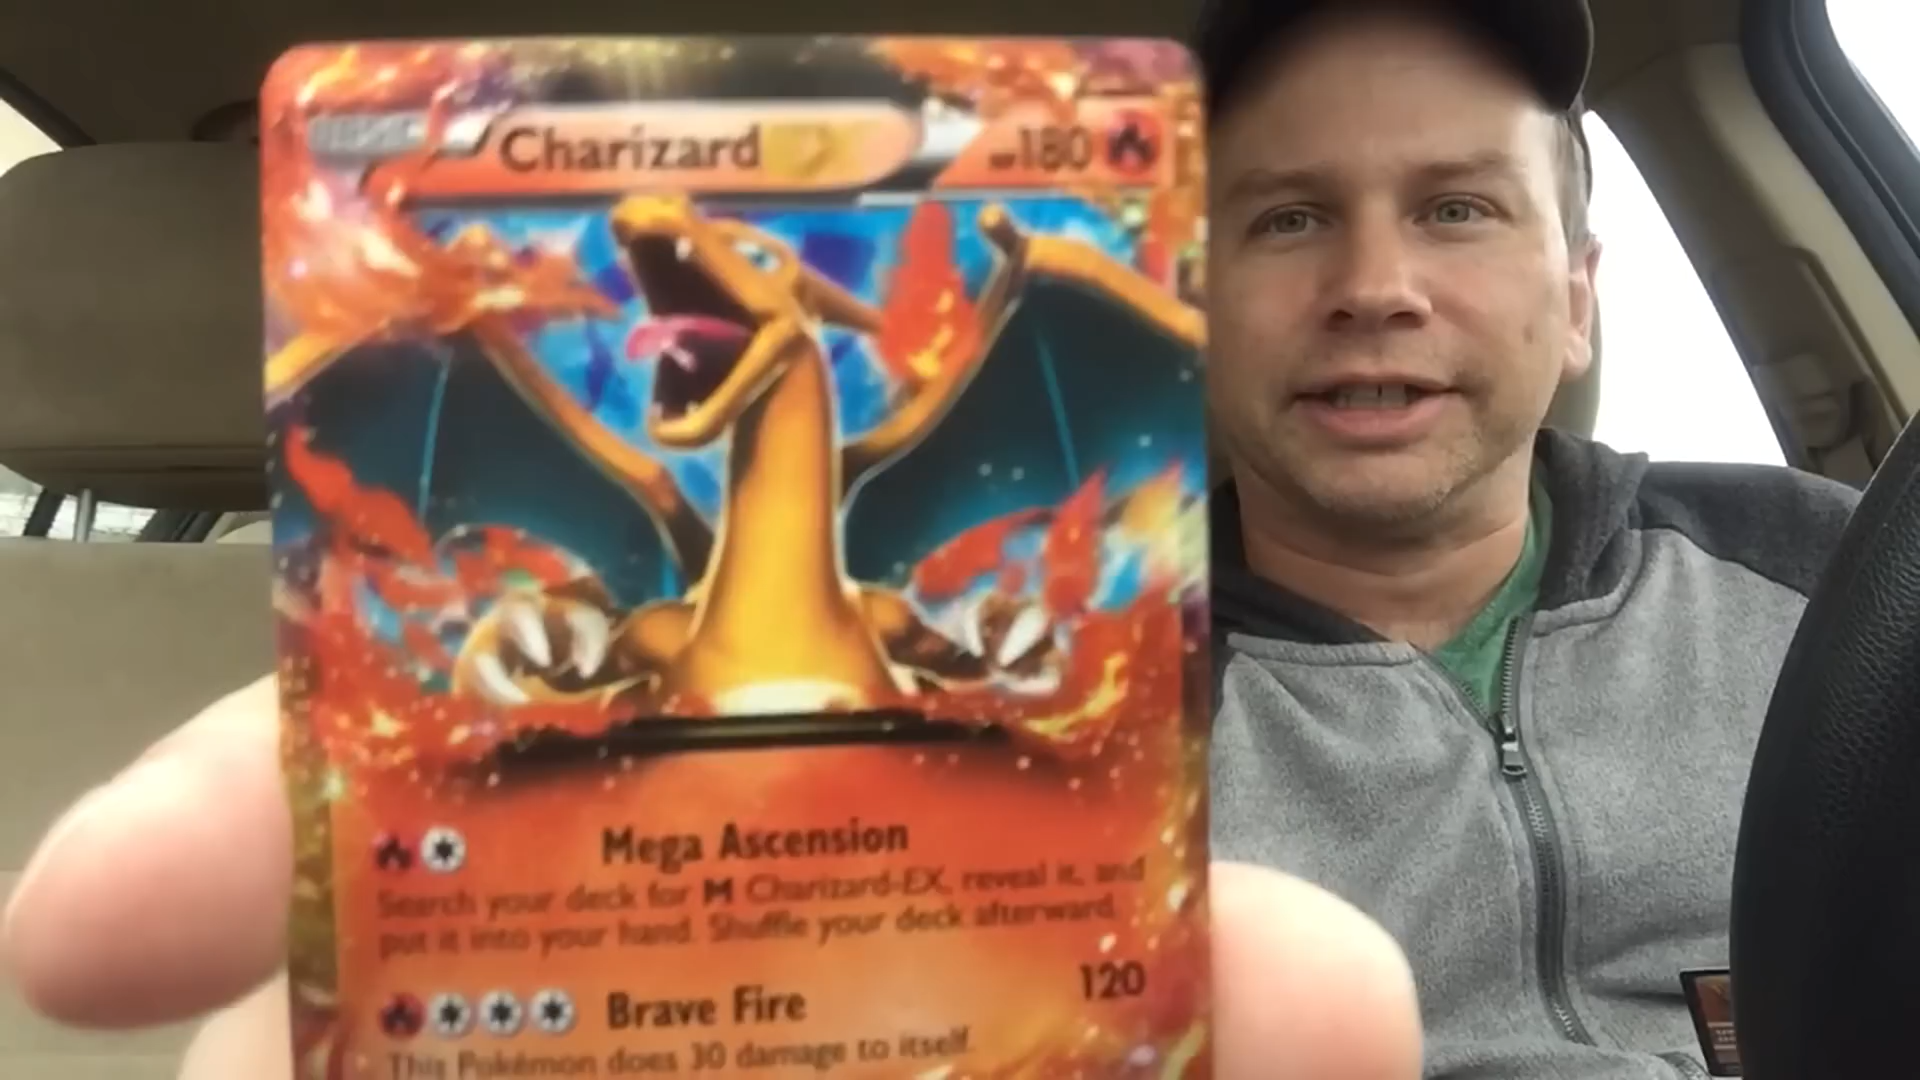 Charizard
HP180
Mega Ascension
Search your deck for M Charizard-EX, reveal it, and
put it into your hand. Shuffle your deck afterward.
Brave Fire 120
This Pokémon does 30 damage to itself.